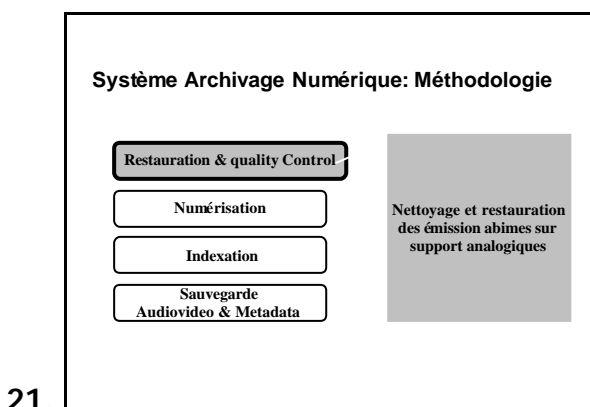 Système Archivage Numérique: Méthodologie
Restauration & quality Control
Numérisation
Indexation
Sauvegarde
Audiovideo & Metadata
Nettoyage et restauration
des émission abimes sur
support analogiques
21